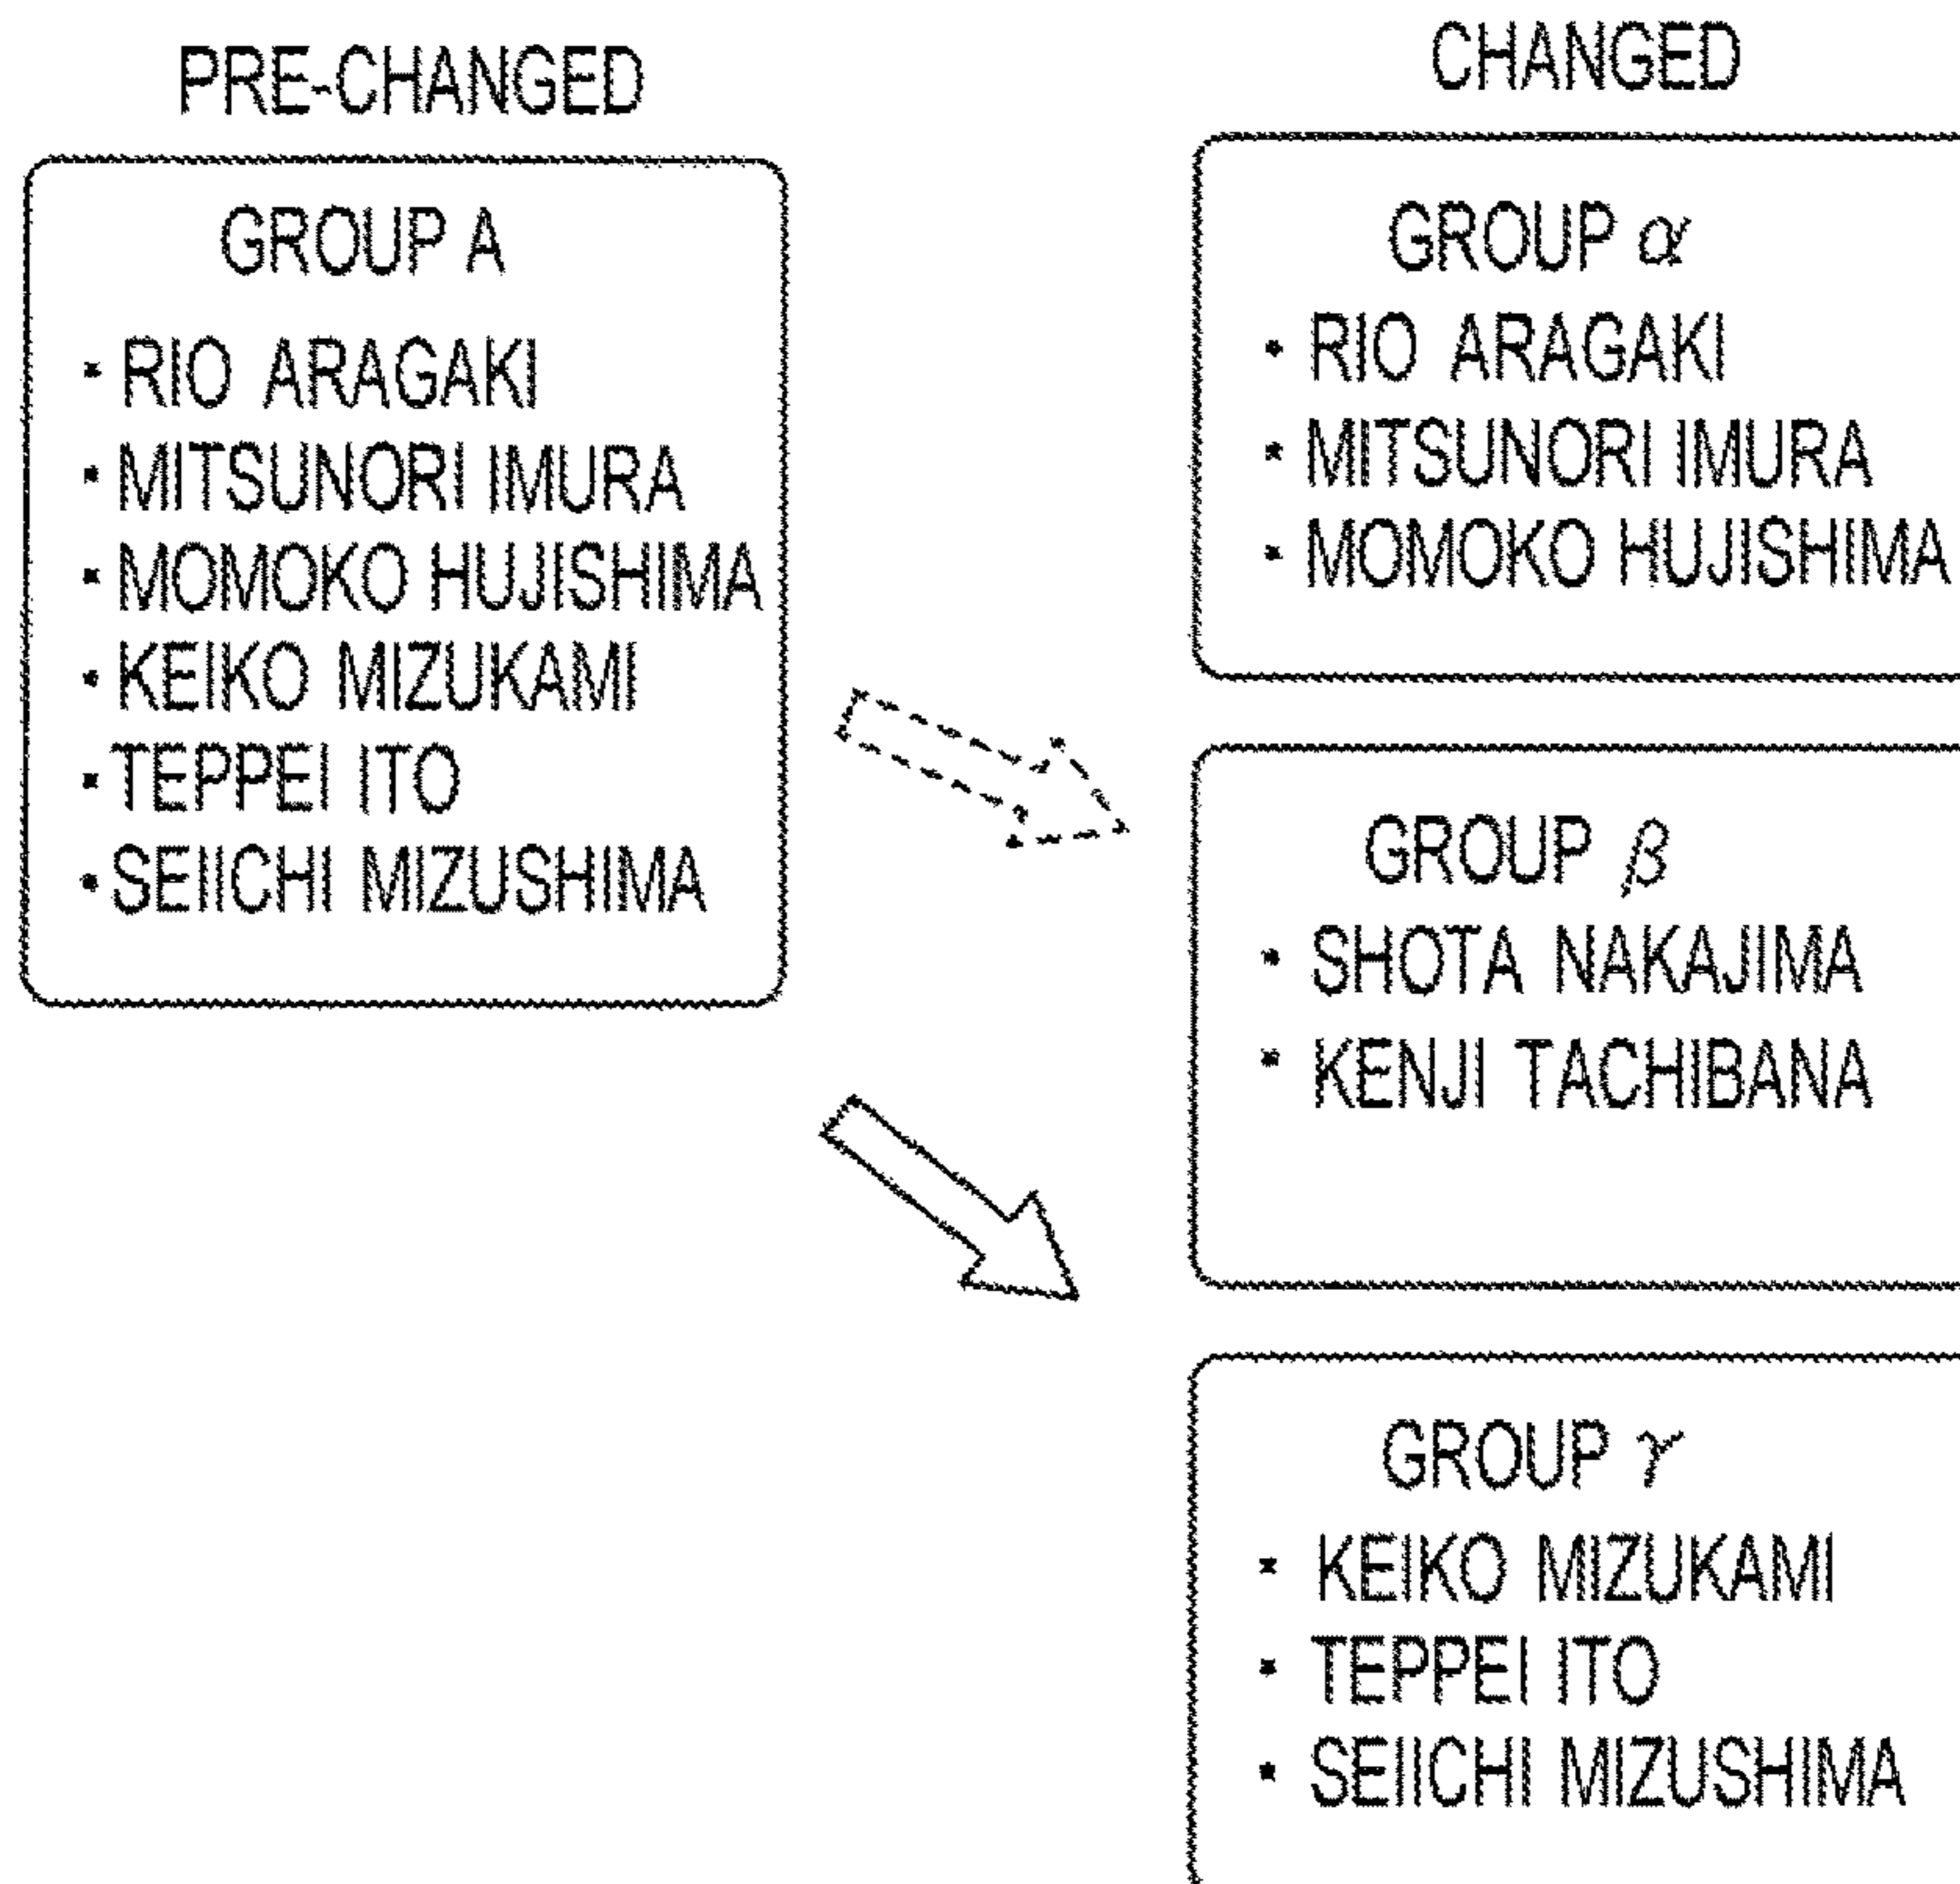 PRE-CHANGED
GROUP A
・RIO ARAGAKI
・MITSUNORI IMURA
・MOMOKO HUJISHIMA
・KEIKO MIZUKAMI
・TEPPEI ITO
・SEIICHI MIZUSHIMA
CHANGED
GROUP α
・RIO ARAGAKI
・MITSUNORI IMURA
・MOMOKO HUJISHIMA
GROUP β
・SHOTA NAKAJIMA
・KENJI TACHIBANA
GROUP γ
・KEIKO MIZUKAMI
・TEPPEI ITO
・SEIICHI MIZUSHIMA